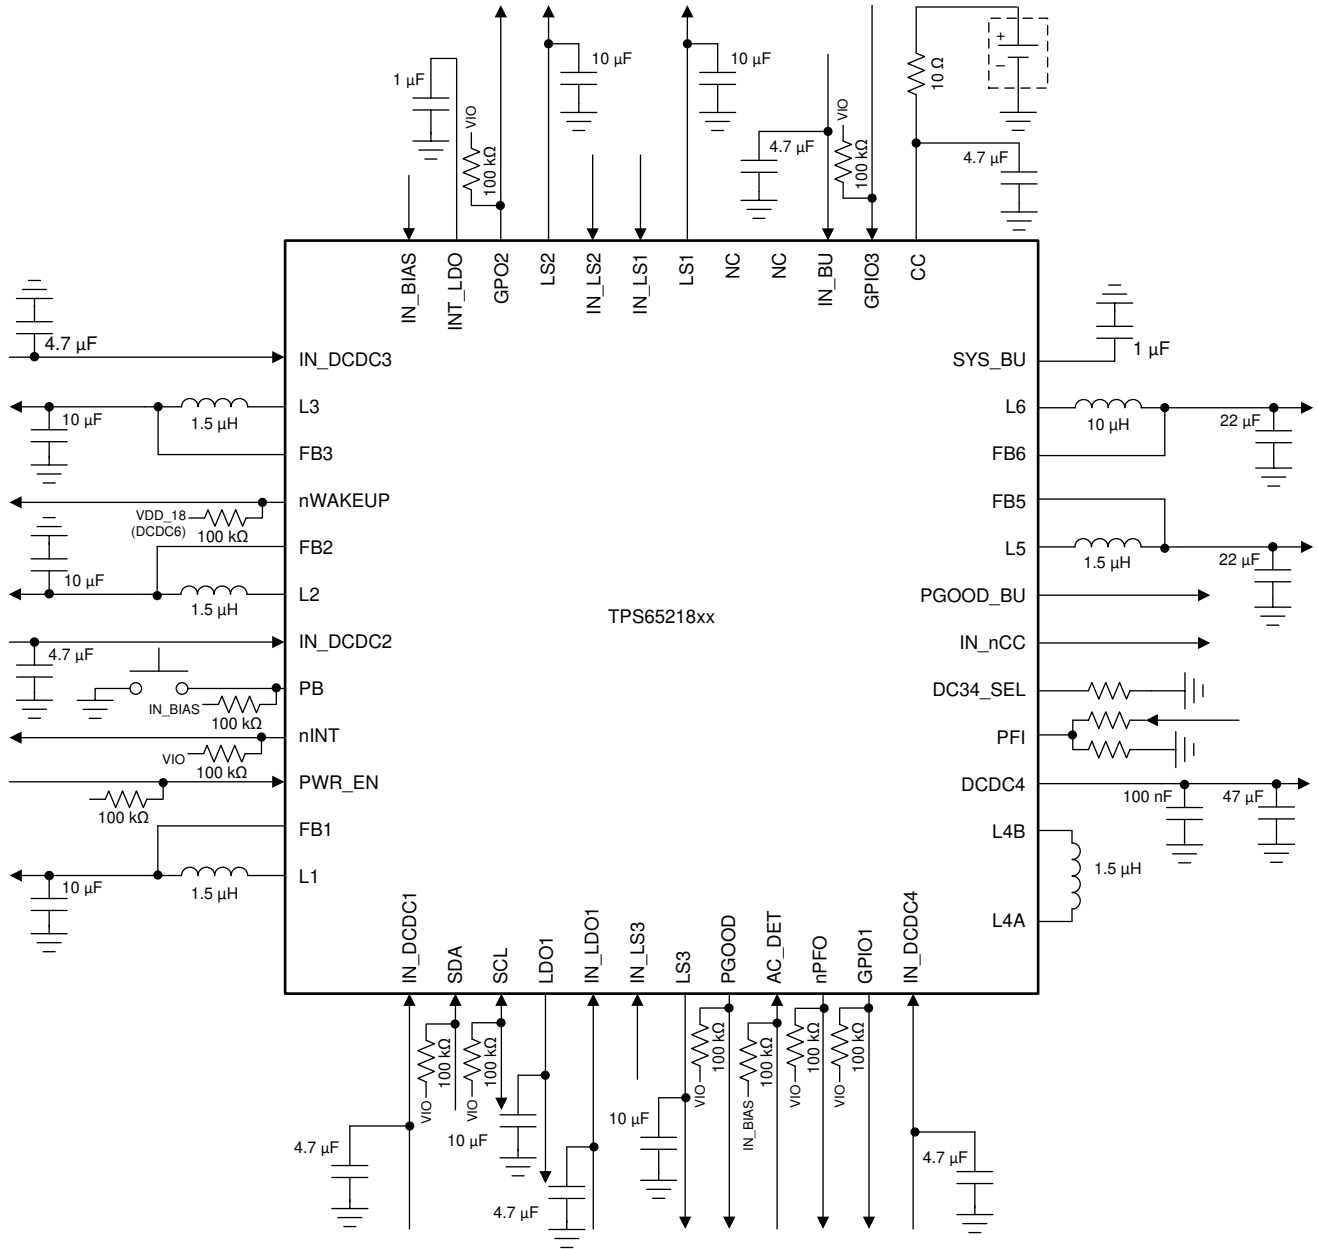 1 µF
VIO
100 kΩ
10 µF
10 µF
4.7 µF
VIO
100 kΩ
10 Ω
+
–
4.7 µF
IN_BIAS
INT_LDO
GPO2
LS2
IN_LS2
IN_LS1
LS1
NC
NC
IN_BU
GPIO3
CC
4.7 µF
IN_DCDC3
L3
10 µF
1.5 µH
FB3
nWAKEUP
VDD_18
(DCDC6)
100 kΩ
FB2
10 µF
L2
1.5 µH
IN_DCDC2
4.7 µF
PB
IN_BIAS
100 kΩ
nINT
VIO
100 kΩ
PWR_EN
100 kΩ
FB1
L1
10 µF
1.5 µH
TPS65218xx
SYS_BU
1 µF
L6
10 µH
22 µF
FB6
FB5
L5
1.5 µH
22 µF
PGOOD_BU
IN_nCC
DC34_SEL
PFI
DCDC4
100 nF
47 µF
L4B
1.5 µH
L4A
IN_DCDC1
SDA
SCL
LDO1
IN_LDO1
IN_LS3
LS3
PGOOD
AC_DET
nPFO
GPIO1
IN_DCDC4
4.7 µF
VIO
100 kΩ
VIO
100 kΩ
10 µF
4.7 µF
10 µF
VIO
100 kΩ
IN_BIAS
100 kΩ
VIO
100 kΩ
VIO
100 kΩ
4.7 µF